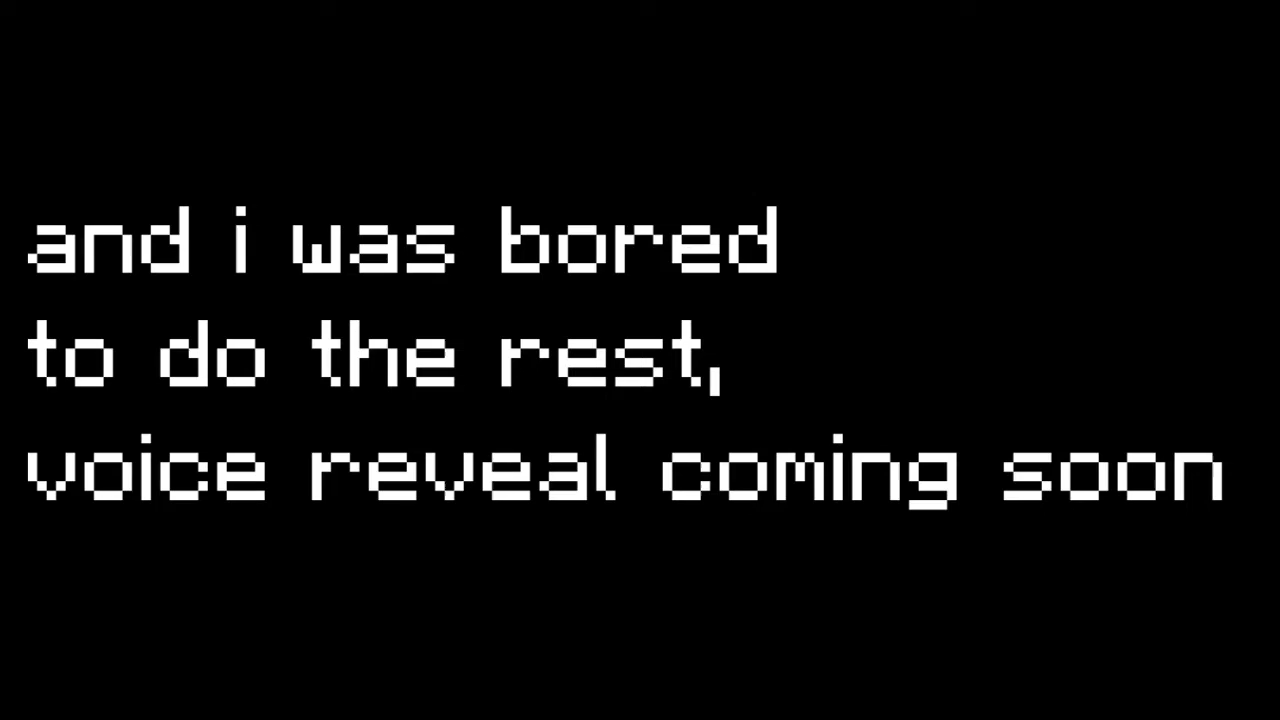 and i was bored
to do the rest,
voice reveal coming soon